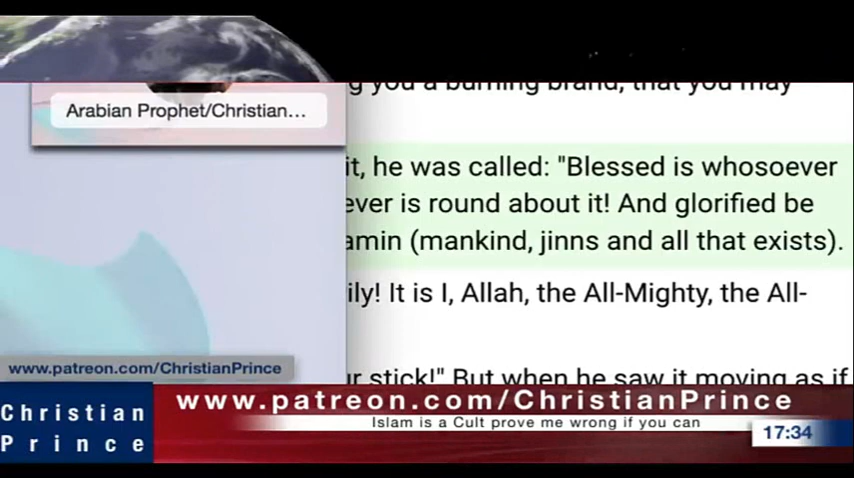 g you a burning brand, that you may
Arabian Prophet/Christian...
it, he was called: "Blessed is whosoever
ever is round about it! And glorified be
amin (mankind, jinns and all that exists).
ily! It is I, Allah, the All-Mighty, the All-
www.patreon.com/ChristianPrince
r stick!" But when he saw it moving as if
www.patreon.com/ChristianPrince
Christian
Prince
Islam is a Cult prove me wrong if you can
17:34